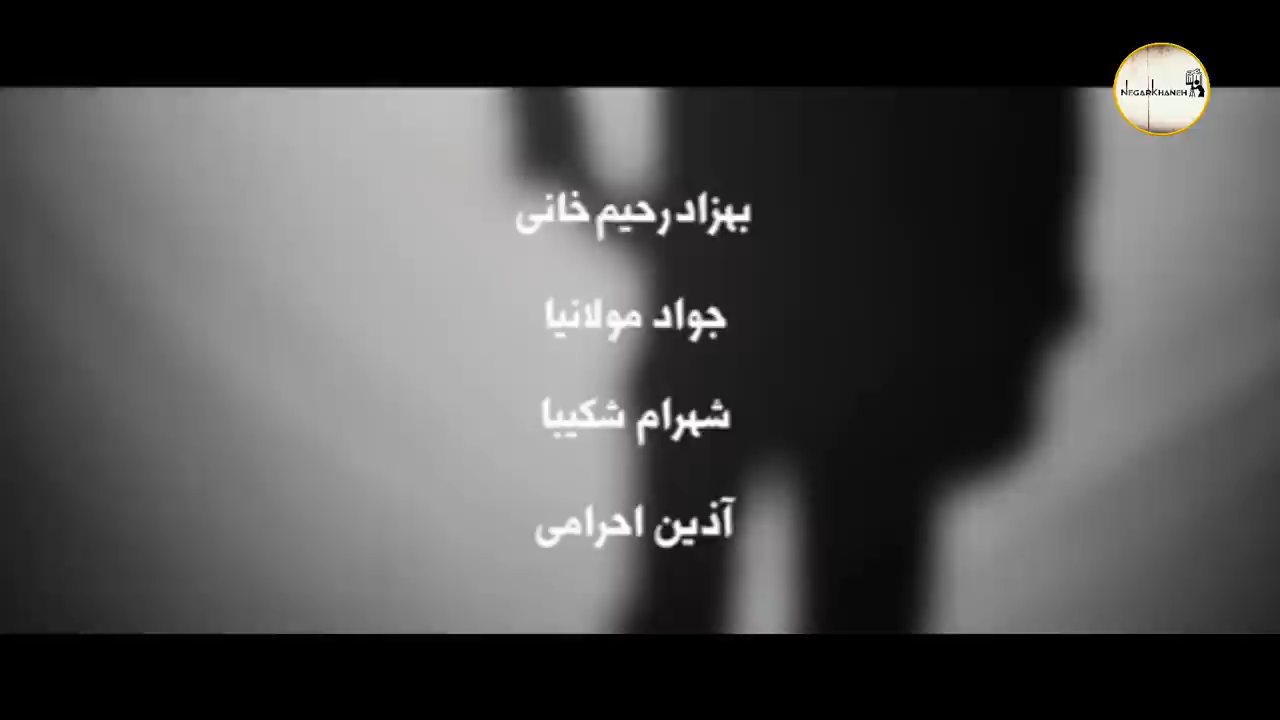 NEGARKHANEH
بهزاد رحیم خانی
جواد مولانیا
شهرام شکیبا
آذین احرامی